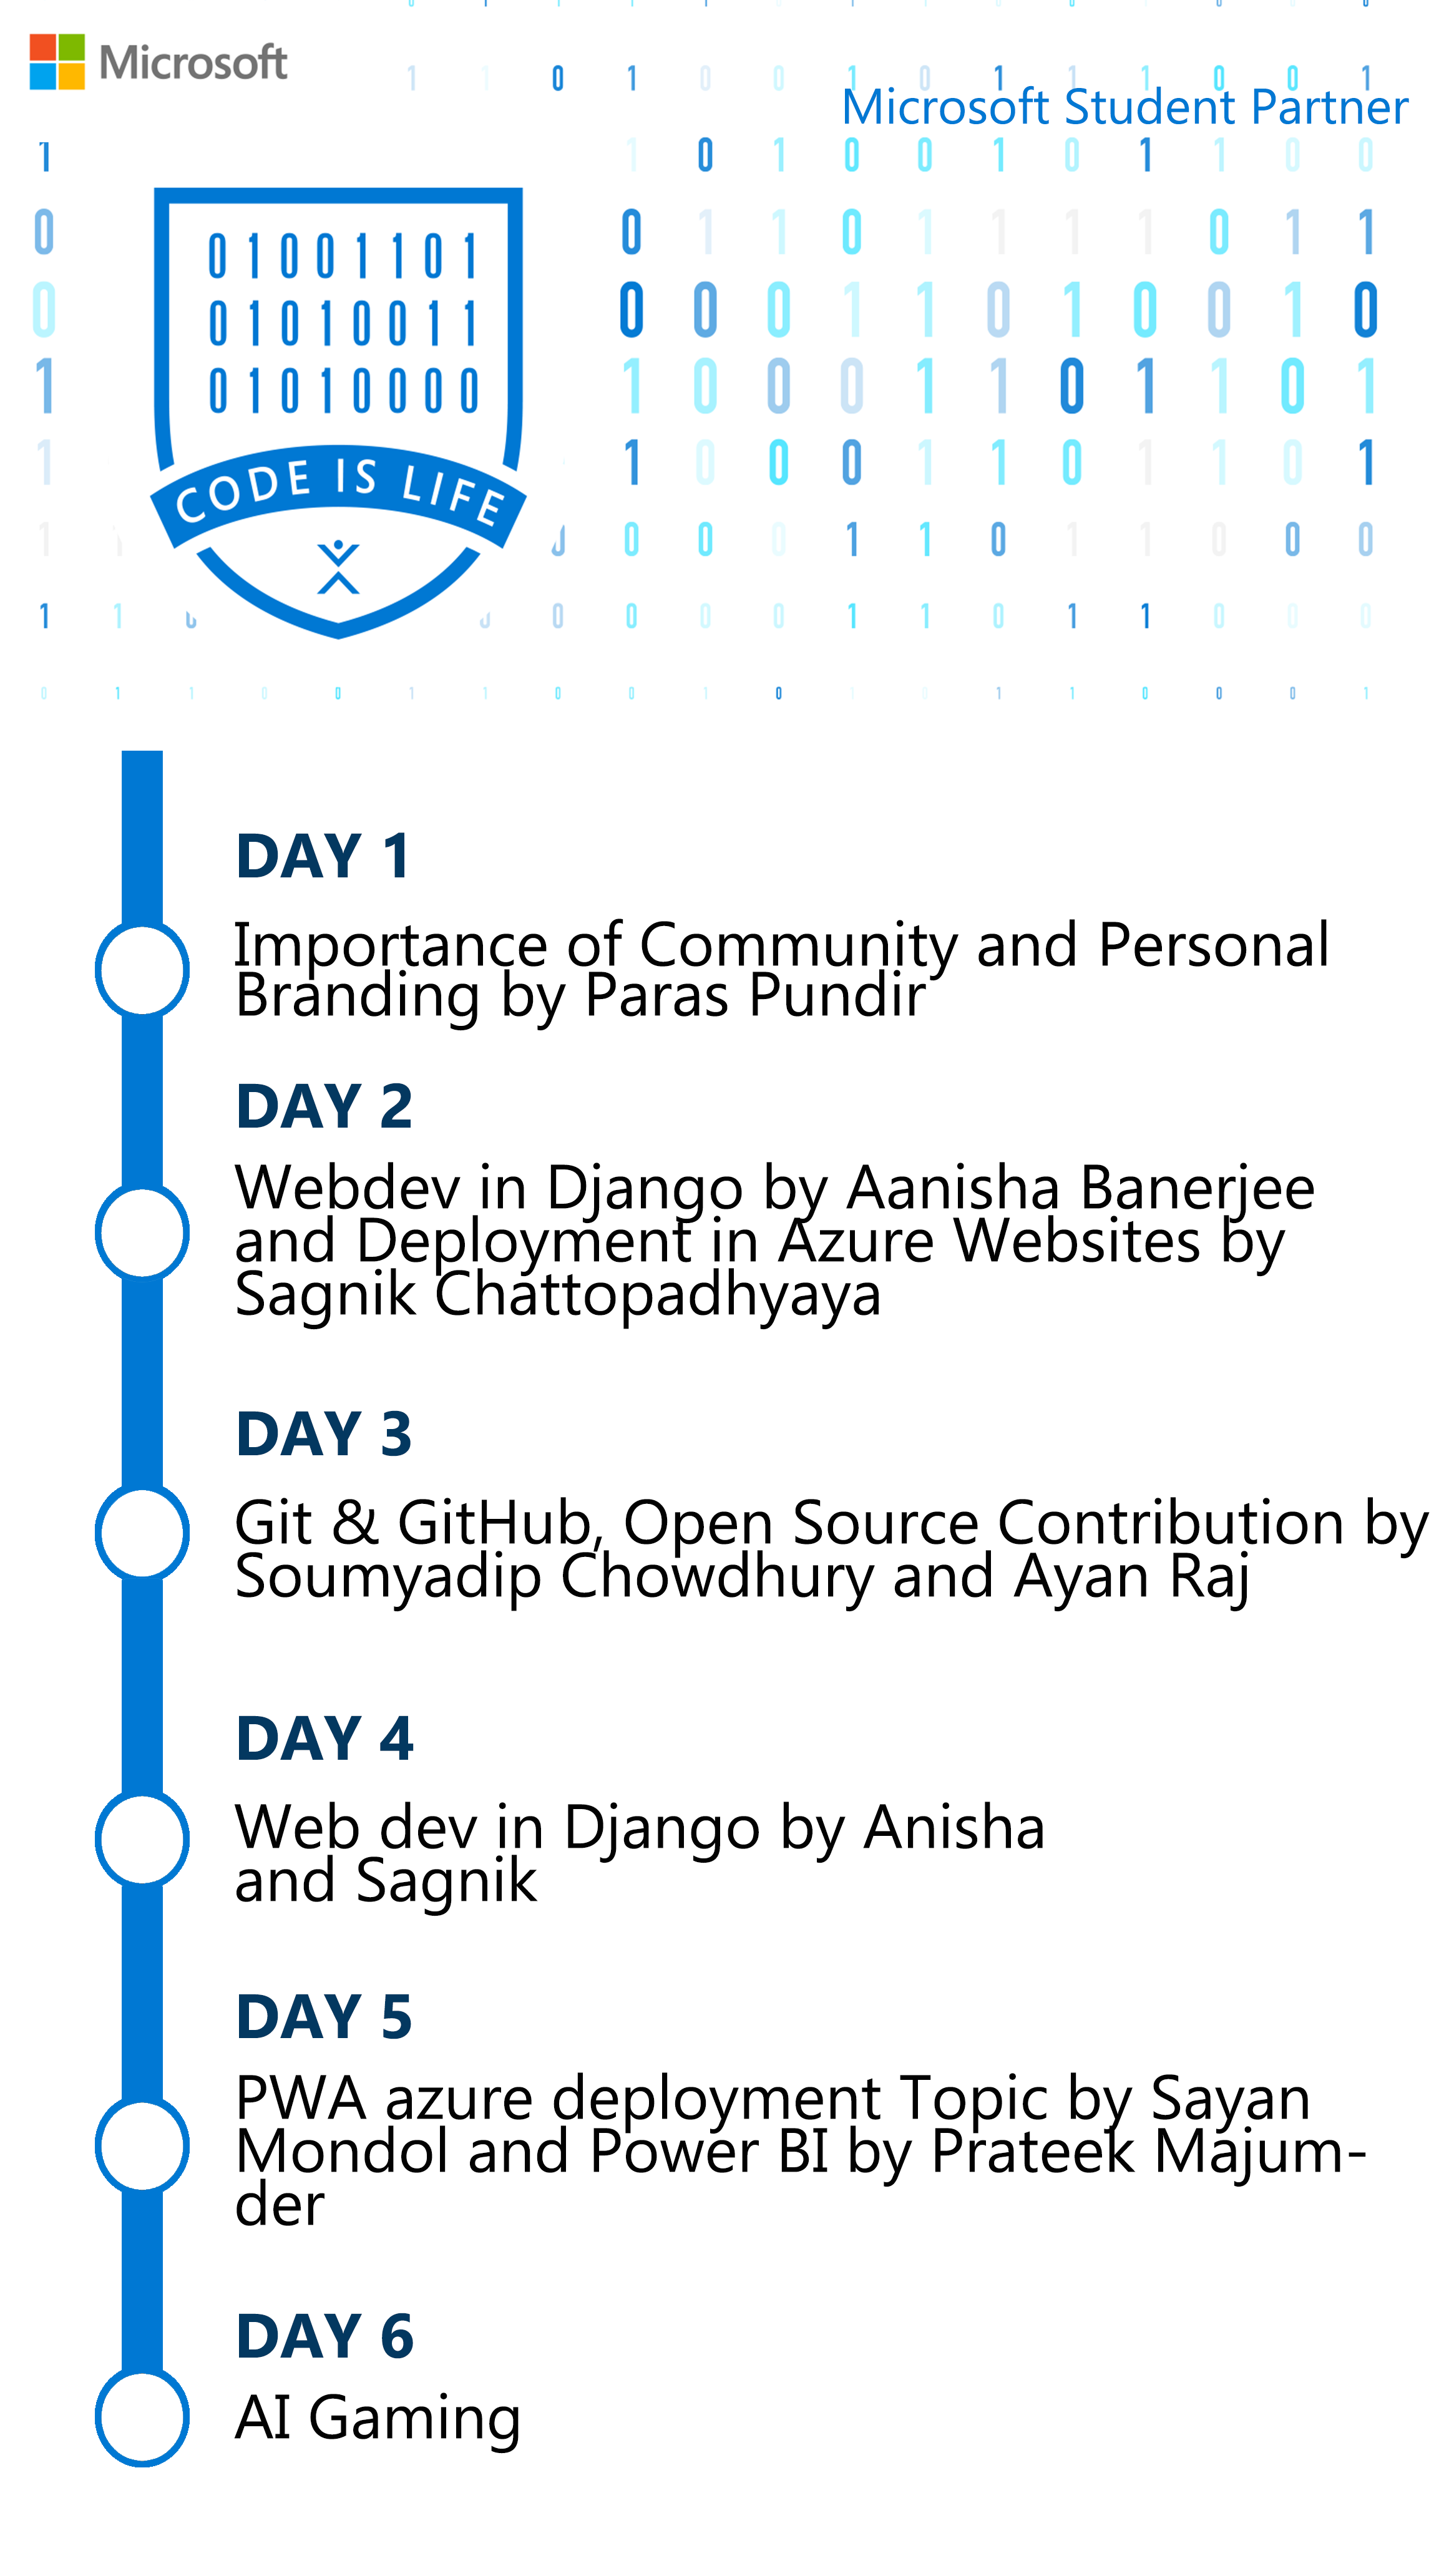 Microsoft
Microsoft Student Partner
01001101
01010011
01010000
CODE IS LIFE
DAY 1
Importance of Community and Personal
Branding by Paras Pundir
DAY 2
Webdev in Django by Aanisha Banerjee
and Deployment in Azure Websites by
Sagnik Chattopadhyaya
DAY 3
Git & GitHub, Open Source Contribution by
Soumyadip Chowdhury and Ayan Raj
DAY 4
Web dev in Django by Anisha
and Sagnik
DAY 5
PWA azure deployment Topic by Sayan
Mondol and Power BI by Prateek Majum-
der
DAY 6
AI Gaming